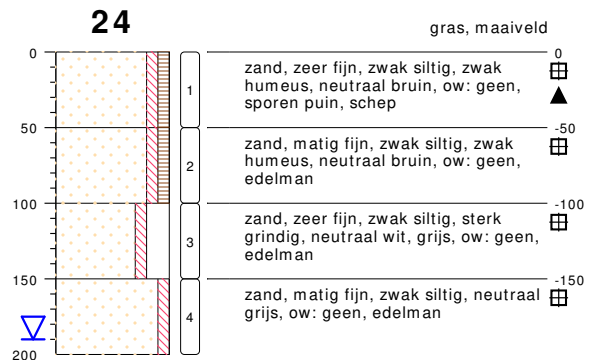 24
gras, maaiveld
0
0
1
zand, zeer fijn, zwak siltig, zwak
humeus, neutraal bruin, ow: geen,
sporen puin, schep
50
-50
2
zand, matig fijn, zwak siltig, zwak
humeus, neutraal bruin, ow: geen,
edelman
100
-100
3
zand, zeer fijn, zwak siltig, sterk
grindig, neutraal wit, grijs, ow: geen,
edelman
150
-150
4
zand, matig fijn, zwak siltig, neutraal
grijs, ow: geen, edelman
200